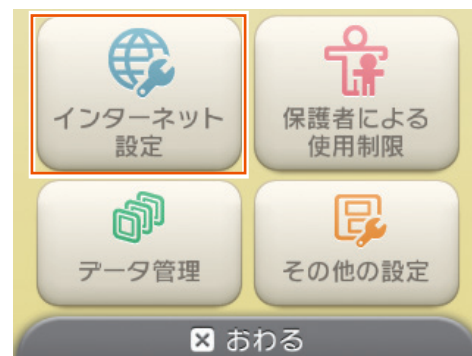 インターネット
設定
保護者による
使用制限
データ管理
その他の設定
おわる